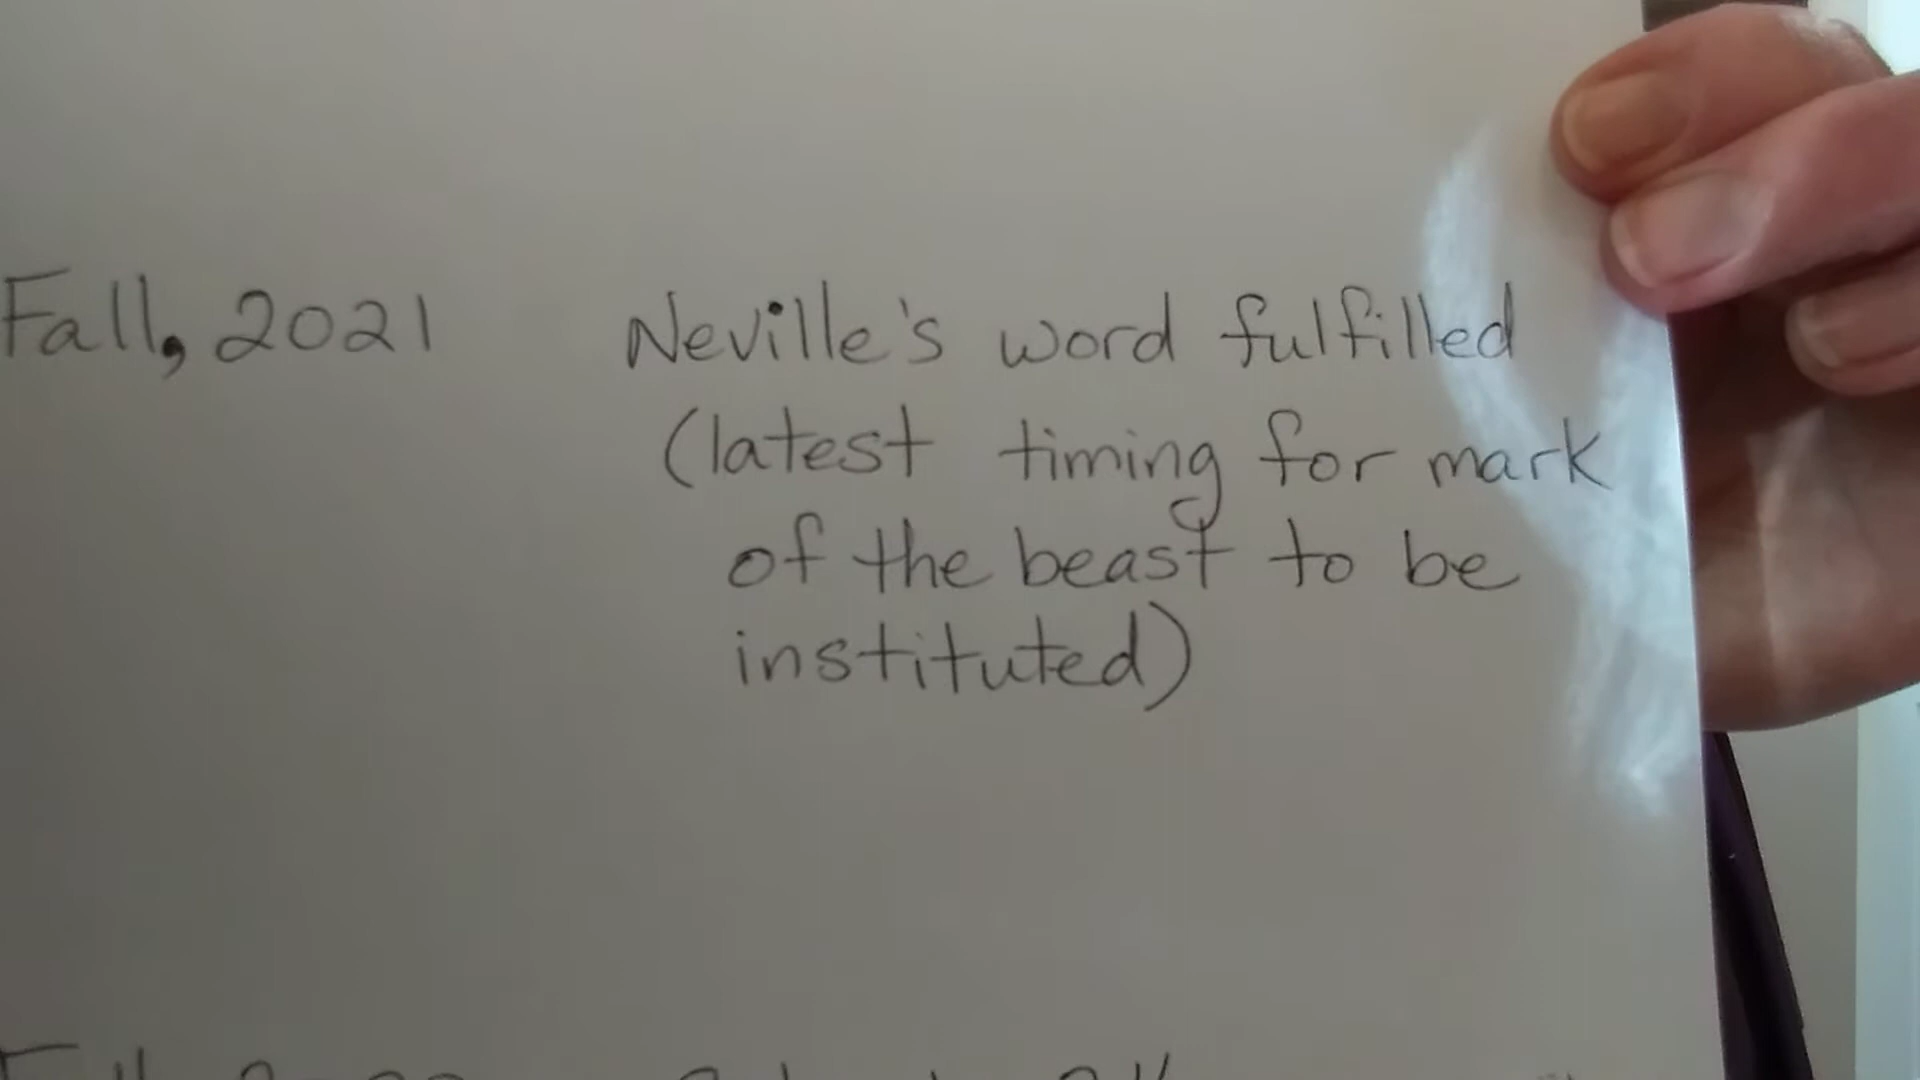 Fall, 2021 Neville's word fulfilled
(latest timing for mark
of the beast to be
instituted)